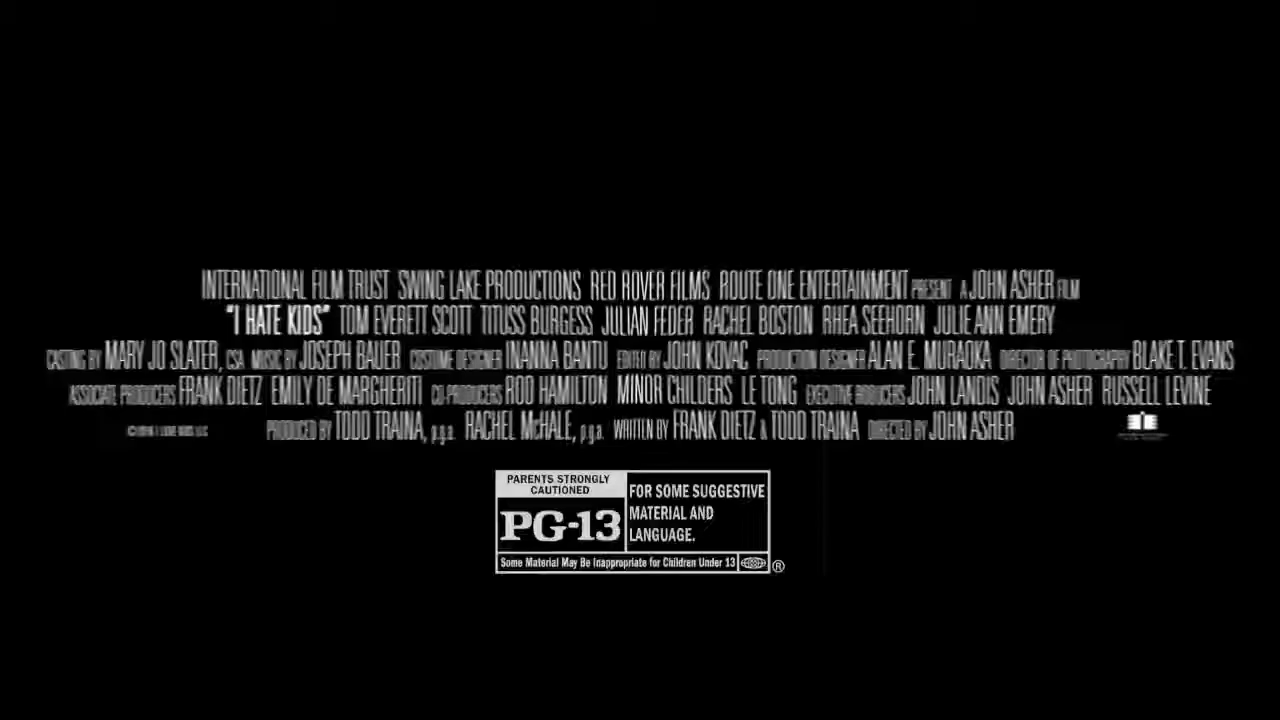 INTERNATIONAL FILM TRUST SWING LAKE PRODUCTIONS RED ROVER FILMS ROUTE ONE ENTERTAINMENT PRESENT A JOHN ASHER FILM
"I HATE KIDS" TOM EVERETT SCOTT TITUSS BURGESS JULIAN FEDER RACHEL BOSTON RHEA SEEHORN JULIE ANN EMERY
CASTING BY MARY JO SLATER, CSA MUSIC BY JOSEPH BAUER COSTUME DESIGNER INANNA BANTU EDITED BY JOHN KOVAC PRODUCTION DESIGNER ALAN E. MURAOKA DIRECTOR OF PHOTOGRAPHY BLAKE T. EVANS
ASSOCIATE PRODUCERS FRANK DIETZ EMILY DE MARGHERITI CO-PRODUCERS ROD HAMILTON MINOR CHILDERS LE TONG EXECUTIVE PRODUCERS JOHN LANDIS JOHN ASHER RUSSELL LEVINE
PRODUCED BY TODD TRAINA, p.g.a. RACHEL McHALE, p.g.a. WRITTEN BY FRANK DIETZ & TODD TRAINA DIRECTED BY JOHN ASHER
PARENTS STRONGLY CAUTIONED
PG-13
FOR SOME SUGGESTIVE
MATERIAL AND
LANGUAGE.
Some Material May Be Inappropriate for Children Under 13
®